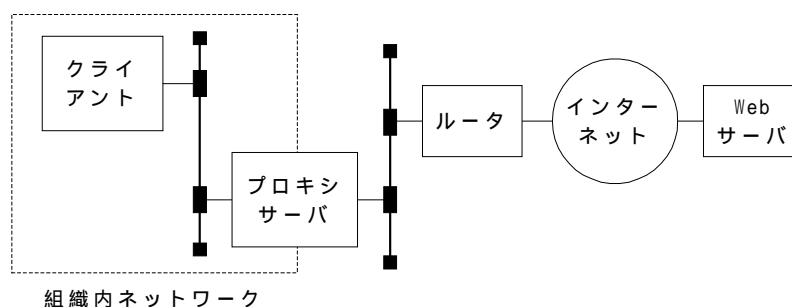 クライ
アント
プロキシ
サーバ
ルータ
インター
ネット
Web
サーバ
組織内ネットワーク